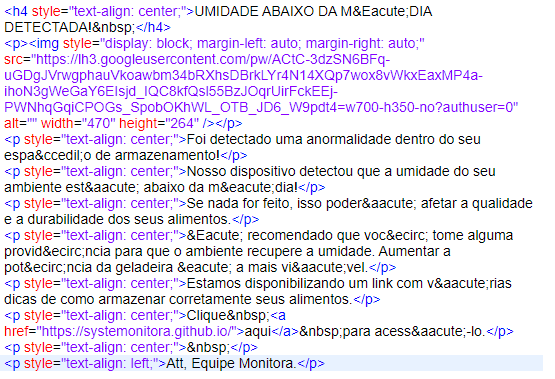 <h4 style="text-align: center;">UMIDADE ABAIXO DA M&Eacute;DIA
DETECTADA!&nbsp;</h4>
<p><img style="display: block; margin-left: auto; margin-right: auto;"
src="https://lh3.googleusercontent.com/pw/ACtC-3dzSN6BFq-
uGDgJVrwgphauVkoawbm34bRXhsDBrkLYr4N14XQp7wox8vWkxEaxMP4a-
ihoN3gWeGaY6EIsjd_IQC8kfQsl55BzJOqrUirFckEEj-
PWNhqGqiCPOGs_SpobOKhWL_OTB_JD6_W9pdt4=w700-h350-no?authuser=0"
alt="" width="470" height="264" /></p>
<p style="text-align: center;">Foi detectado uma anormalidade dentro do seu
espa&ccedil;o de armazenamento!</p>
<p style="text-align: center;">Nosso dispositivo detectou que a umidade do seu
ambiente est&aacute; abaixo da m&eacute;dia!</p>
<p style="text-align: center;">Se nada for feito, isso poder&aacute; afetar a qualidade
e a durabilidade dos seus alimentos.</p>
<p style="text-align: center;">&Eacute; recomendado que voc&ecirc; tome alguma
provid&ecirc;ncia para que o ambiente recupere a umidade. Aumentar a
pot&ecirc;ncia da geladeira &eacute; a mais vi&aacute;vel.</p>
<p style="text-align: center;">Estamos disponibilizando um link com v&aacute;rias
dicas de como armazenar corretamente seus alimentos.</p>
<p style="text-align: center;">Clique&nbsp;<a
href="https://systemonitora.github.io/">aqui</a>&nbsp;para acess&aacute;-lo.</p>
<p style="text-align: center;">&nbsp;</p>
<p style="text-align: left;">Att, Equipe Monitora.</p>